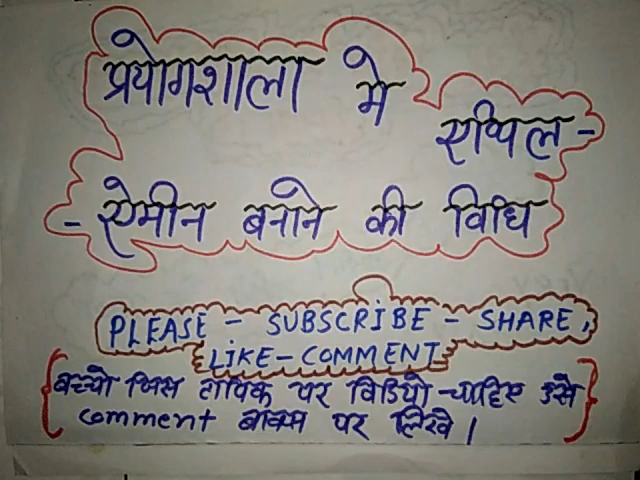 प्रयोगशाला मे
एथिल-
-ऐमीन बनाने की विधि
PLEASE - SUBSCRIBE - SHARE,
LIKE-COMMENT
{बच्चो जिस टापिक पर विडियो चाहिए उसे
comment बाक्स पर लिखे।}